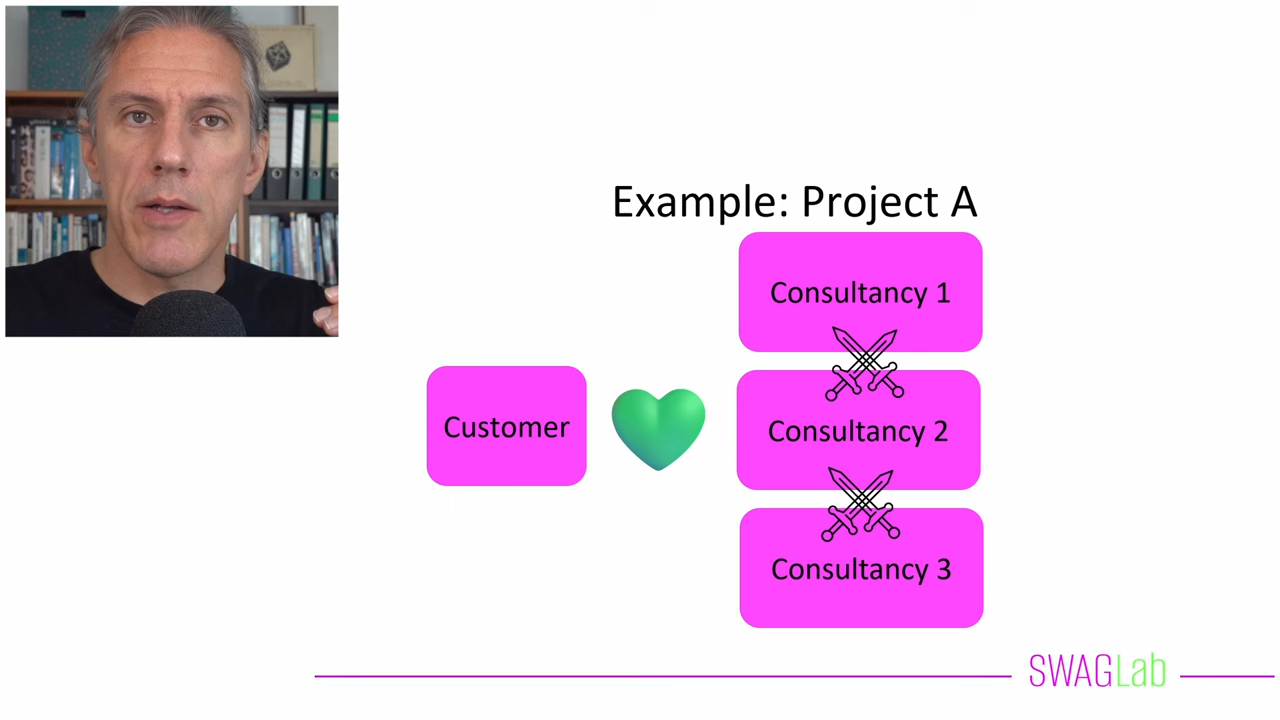 Example: Project A
Consultancy 1
Customer
Consultancy 2
Consultancy 3
SWAGLab